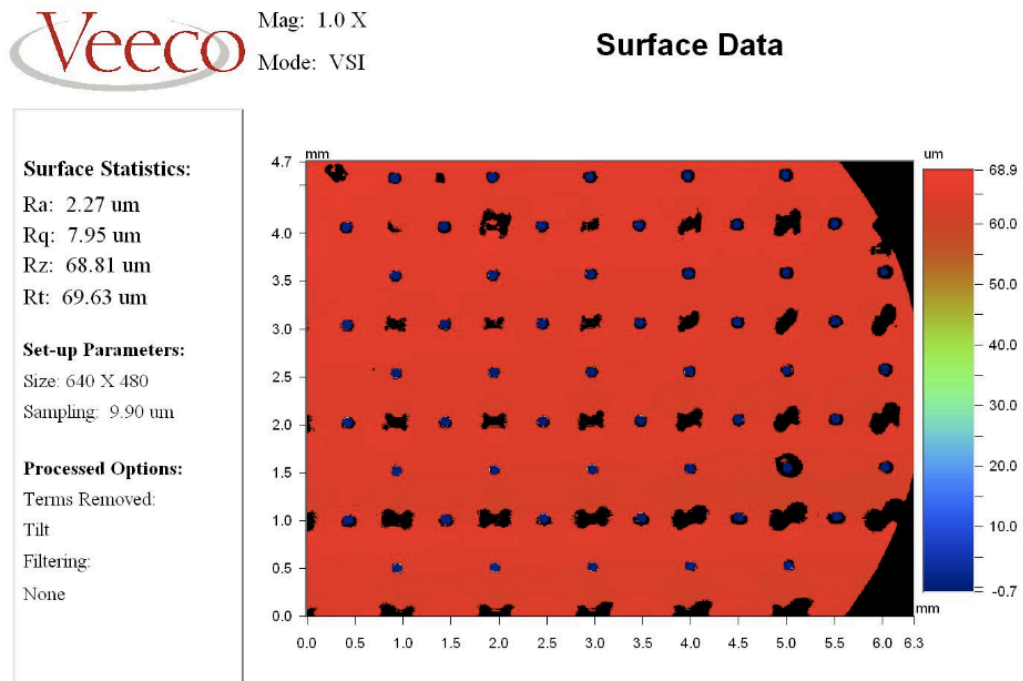 Veeco
Mag: 1.0 X
Mode: VSI
Surface Data
Surface Statistics:
Ra: 2.27 um
Rq: 7.95 um
Rz: 68.81 um
Rt: 69.63 um
Set-up Parameters:
Size: 640 X 480
Sampling: 9.90 um
Processed Options:
Terms Removed:
Tilt
Filtering:
None
mm
4.7
4.0
3.5
3.0
2.5
2.0
1.5
1.0
0.5
0.0
0.0 0.5 1.0 1.5 2.0 2.5 3.0 3.5 4.0 4.5 5.0 5.5 6.0 6.3
mm
um
68.9
60.0
50.0
40.0
30.0
20.0
10.0
-0.7